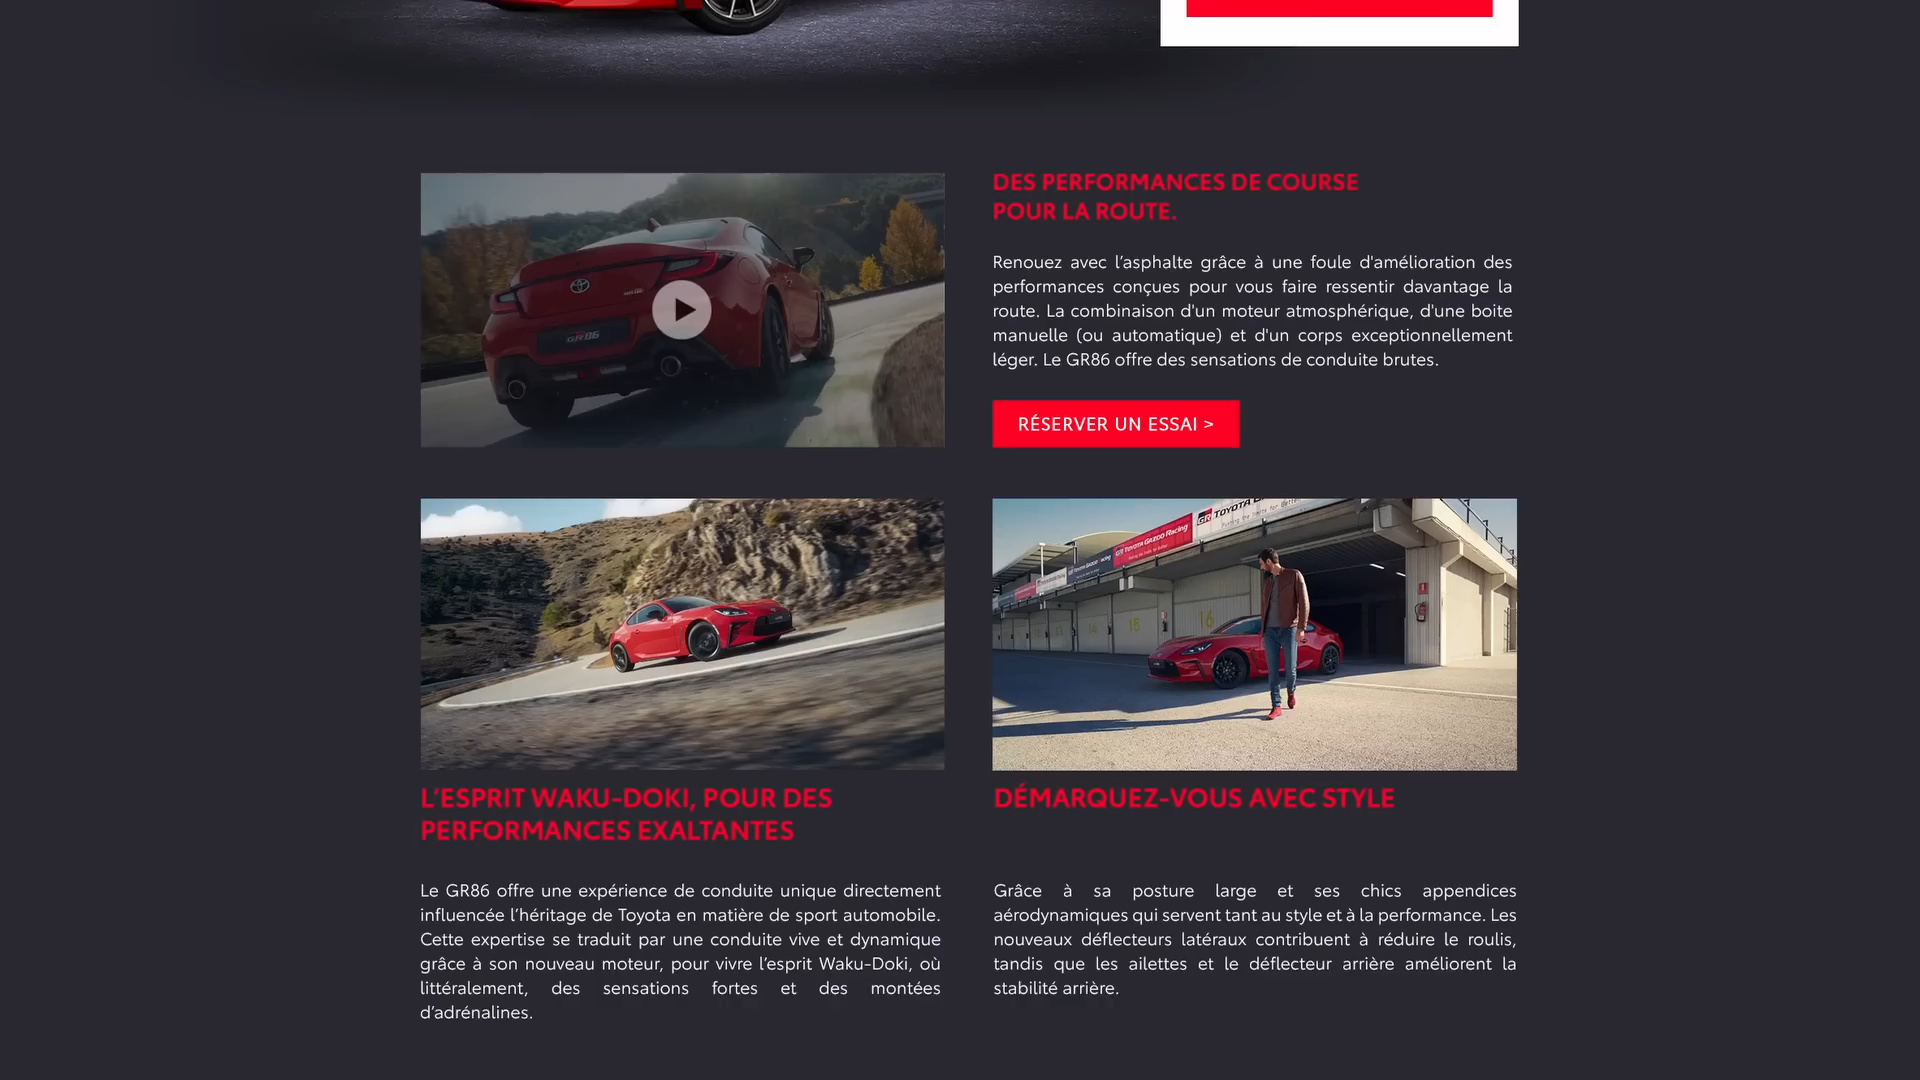 DES PERFORMANCES DE COURSE
POUR LA ROUTE.
Renouez avec l’asphalte grâce à une foule d'amélioration des
performances conçues pour vous faire ressentir davantage la
route. La combinaison d'un moteur atmosphérique, d'une boite
manuelle (ou automatique) et d'un corps exceptionnellement
léger. Le GR86 offre des sensations de conduite brutes.
RÉSERVER UN ESSAI >
GR86
GR TOYOTA
GR TOYOTA GAZOO Racing
15
16
L’ESPRIT WAKU-DOKI, POUR DES
PERFORMANCES EXALTANTES
Le GR86 offre une expérience de conduite unique directement
influencée l’héritage de Toyota en matière de sport automobile.
Cette expertise se traduit par une conduite vive et dynamique
grâce à son nouveau moteur, pour vivre l’esprit Waku-Doki, où
littéralement, des sensations fortes et des montées
d’adrénalines.
DÉMARQUEZ-VOUS AVEC STYLE
Grâce à sa posture large et ses chics appendices
aérodynamiques qui servent tant au style et à la performance. Les
nouveaux déflecteurs latéraux contribuent à réduire le roulis,
tandis que les ailettes et le déflecteur arrière améliorent la
stabilité arrière.